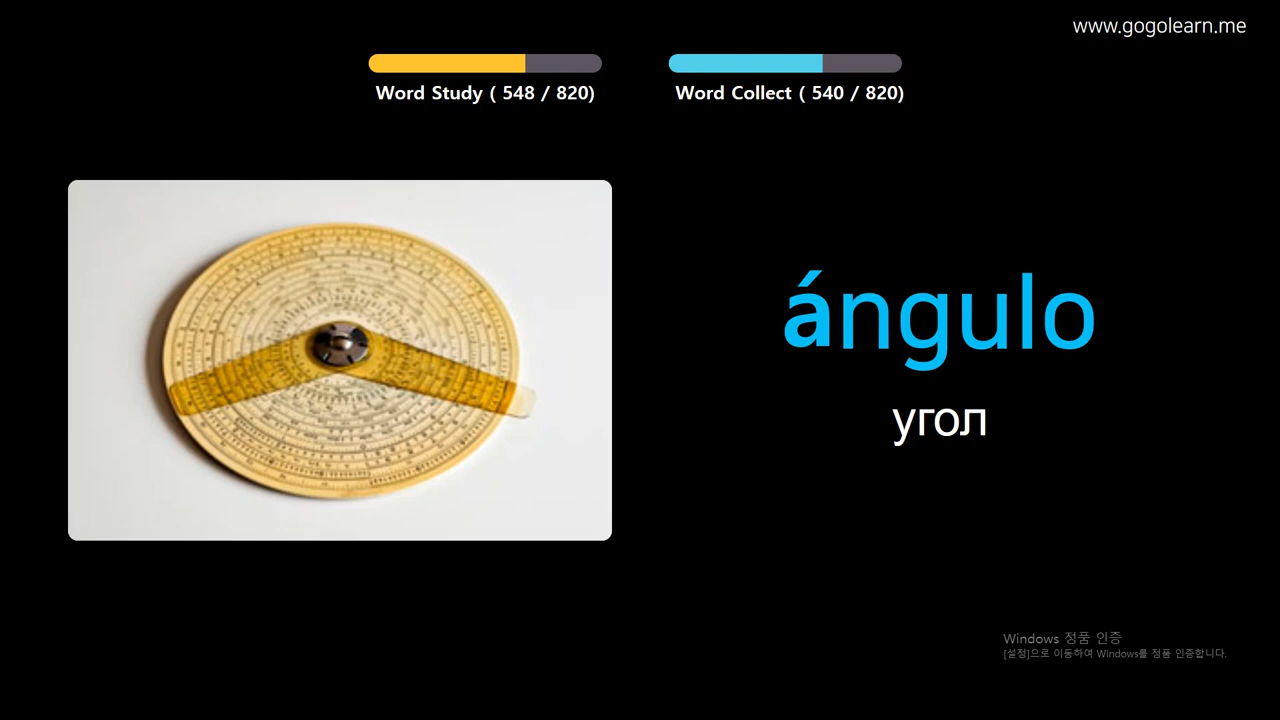 www.gogolearn.me
Word Study ( 548 / 820)
Word Collect ( 540 / 820)
ángulo
угол
Windows 정품 인증
[설정]으로 이동하여 Windows를 정품 인증합니다.